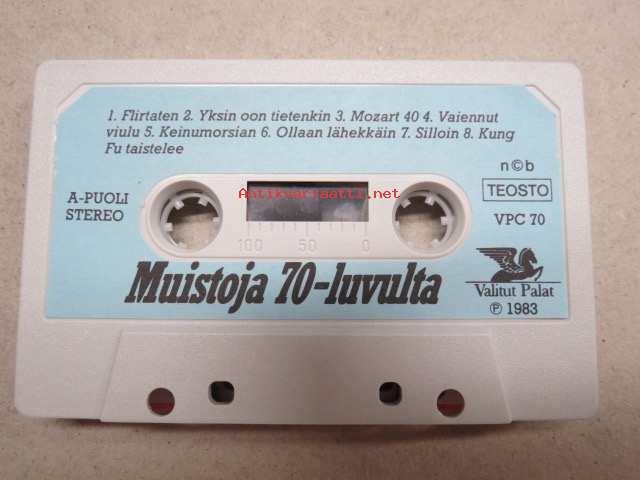 1. Flirtaten 2. Yksin oon tietenkin 3. Mozart 40 4. Vaiennut
viulu 5. Keinumorsian 6. Ollaan lähekkäin 7. Silloin 8. Kung
Fu taistelee
n©b
Antikvariaatti.net
A-PUOLI
STEREO
TEOSTO
VPC 70
100 50 0
Muistoja 70-luvulta
Valitut Palat
℗ 1983